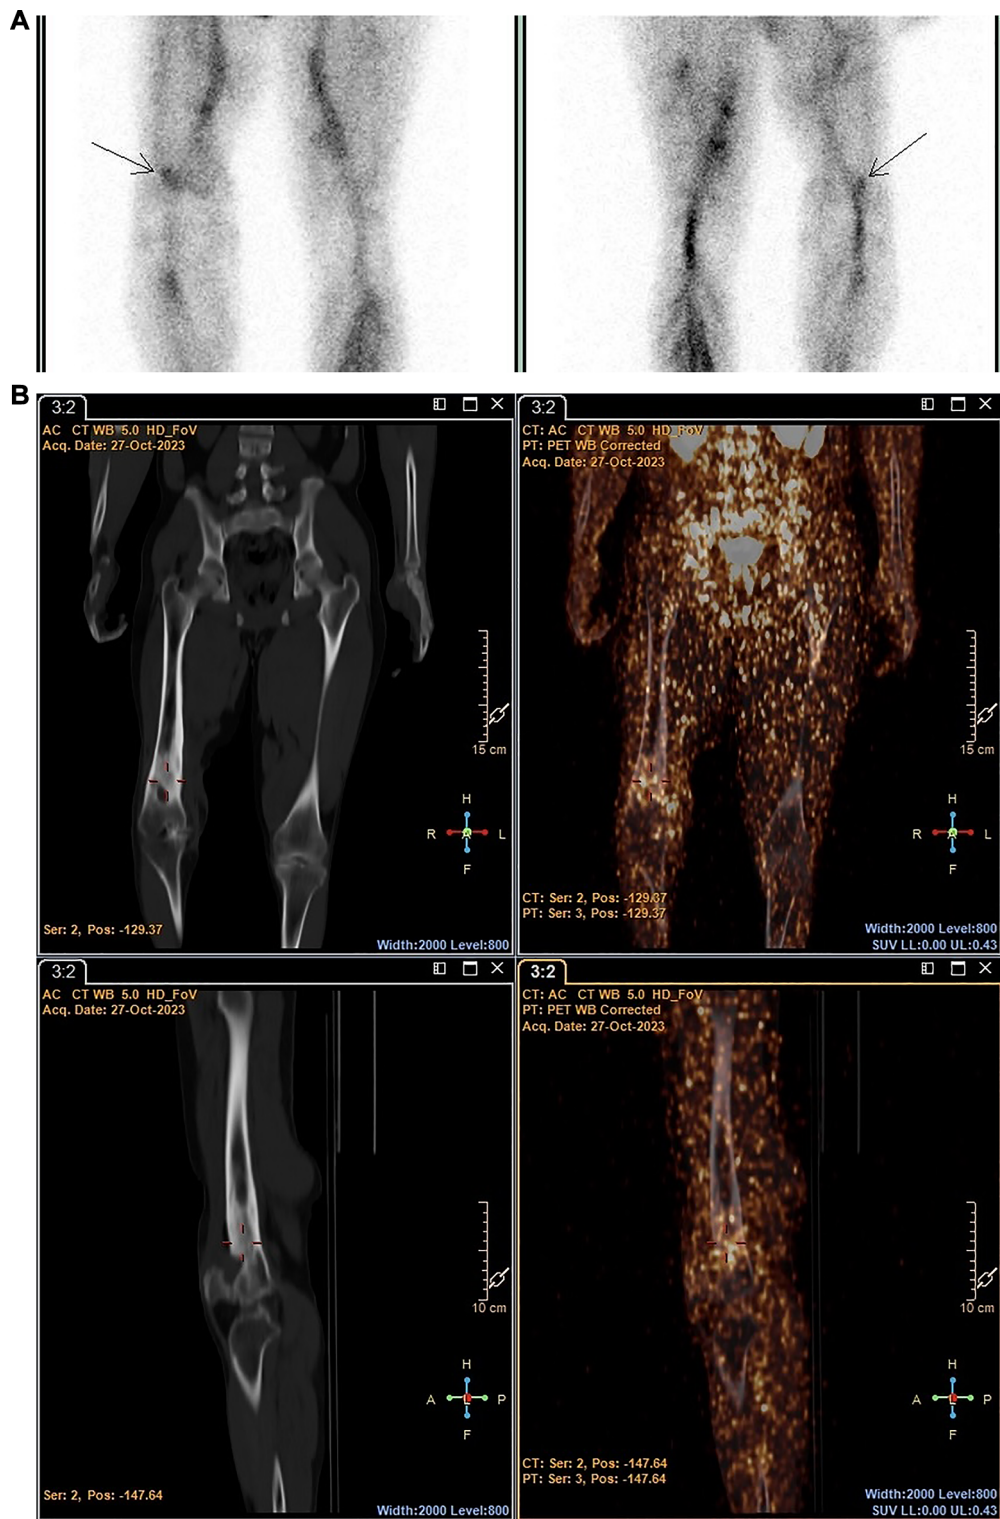 A
B
3:2
AC CT WB 5.0 HD_FoV
Acq. Date: 27-Oct-2023
15 cm
H
R A L
F
Ser: 2, Pos: -129.37
Width:2000 Level:800
3:2
CT: AC CT WB 5.0 HD_FoV
PT: PET WB Corrected
Acq. Date: 27-Oct-2023
15 cm
H
R A L
F
CT: Ser: 2, Pos: -129.37
PT: Ser: 3, Pos: -129.37
Width:2000 Level:800
SUV LL:0.00 UL:0.43
3:2
AC CT WB 5.0 HD_FoV
Acq. Date: 27-Oct-2023
10 cm
H
A L P
F
Ser: 2, Pos: -147.64
Width:2000 Level:800
3:2
CT: AC CT WB 5.0 HD_FoV
PT: PET WB Corrected
Acq. Date: 27-Oct-2023
10 cm
H
A L P
F
CT: Ser: 2, Pos: -147.64
PT: Ser: 3, Pos: -147.64
Width:2000 Level:800
SUV LL:0.00 UL:0.43